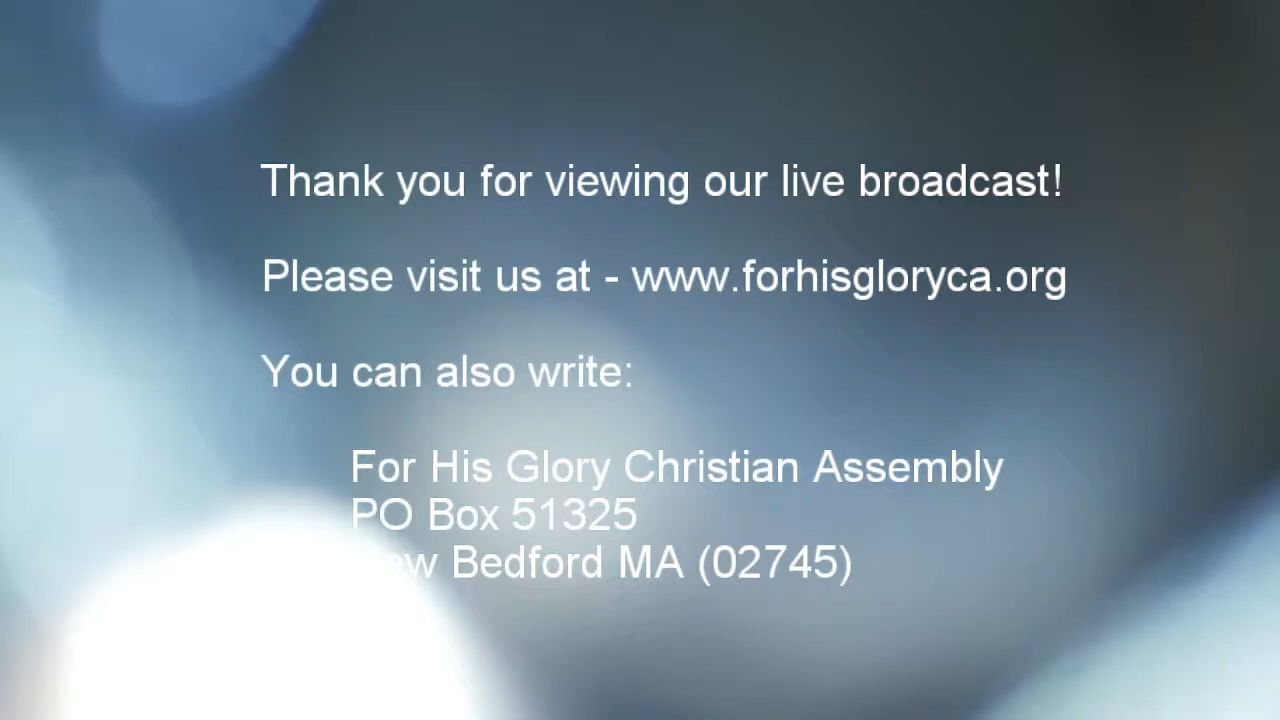 Thank you for viewing our live broadcast!
Please visit us at - www.forhisgloryca.org
You can also write:
For His Glory Christian Assembly
PO Box 51325
New Bedford MA (02745)